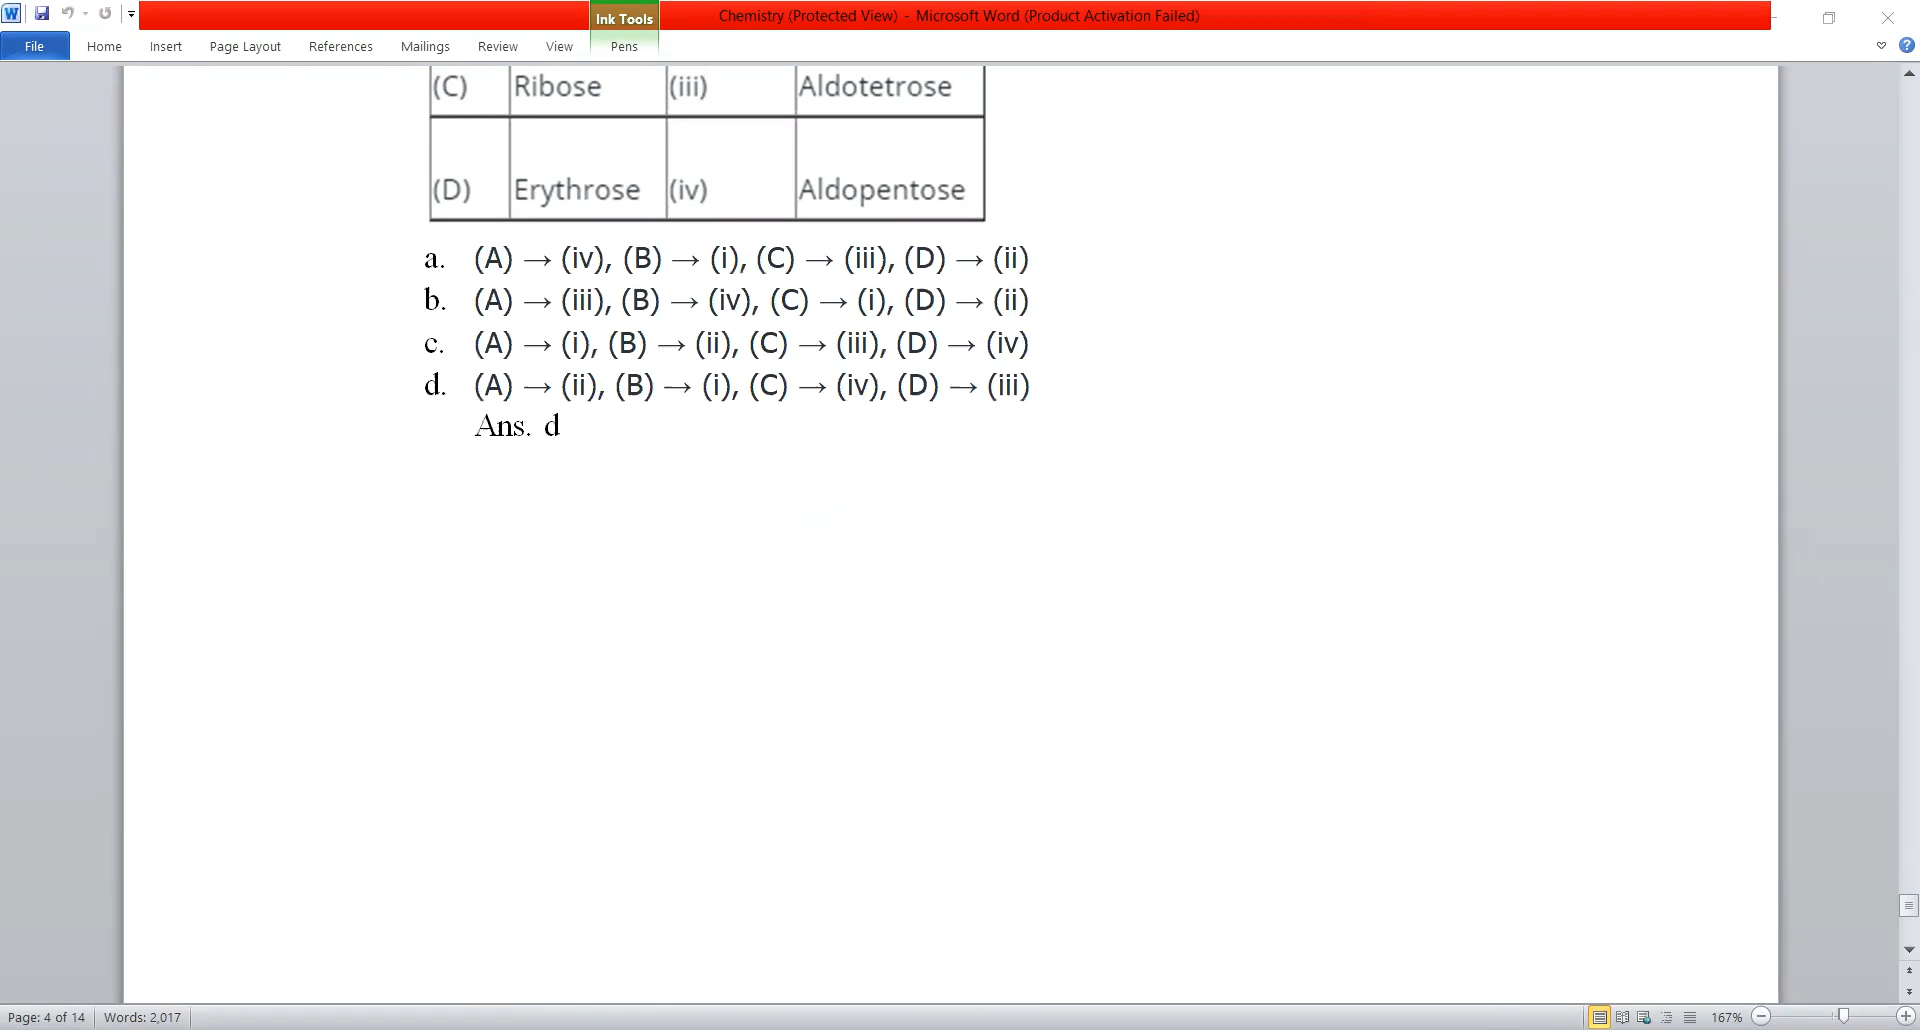 Ink Tools
Chemistry (Protected View) - Microsoft Word (Product Activation Failed)
File Home Insert Page Layout References Mailings Review View Pens
(C) Ribose (iii) Aldotetrose
(D) Erythrose (iv) Aldopentose
a. (A) → (iv), (B) → (i), (C) → (iii), (D) → (ii)
b. (A) → (iii), (B) → (iv), (C) → (i), (D) → (ii)
c. (A) → (i), (B) → (ii), (C) → (iii), (D) → (iv)
d. (A) → (ii), (B) → (i), (C) → (iv), (D) → (iii)
Ans. d
Page: 4 of 14 Words: 2,017 167%